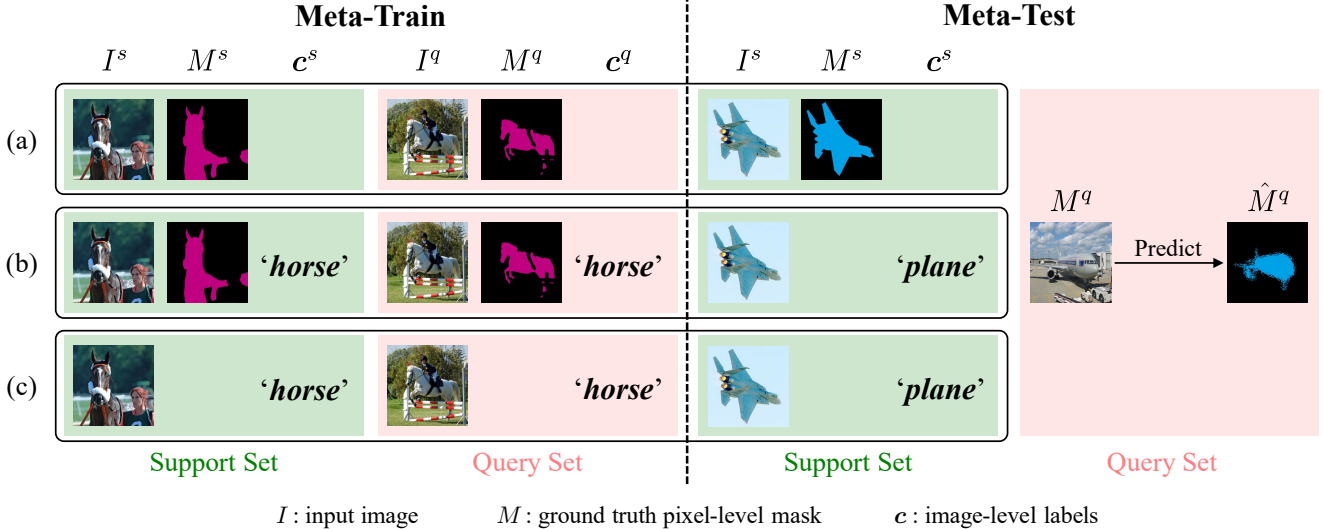 Meta-Train Meta-Test
I^s M^s c^s I^q M^q c^q I^s M^s c^s
(a)
M^q M̂^q
(b) ‘horse’ ‘horse’ ‘plane’ Predict
(c) ‘horse’ ‘horse’ ‘plane’
Support Set Query Set Support Set Query Set
I : input image M : ground truth pixel-level mask c : image-level labels